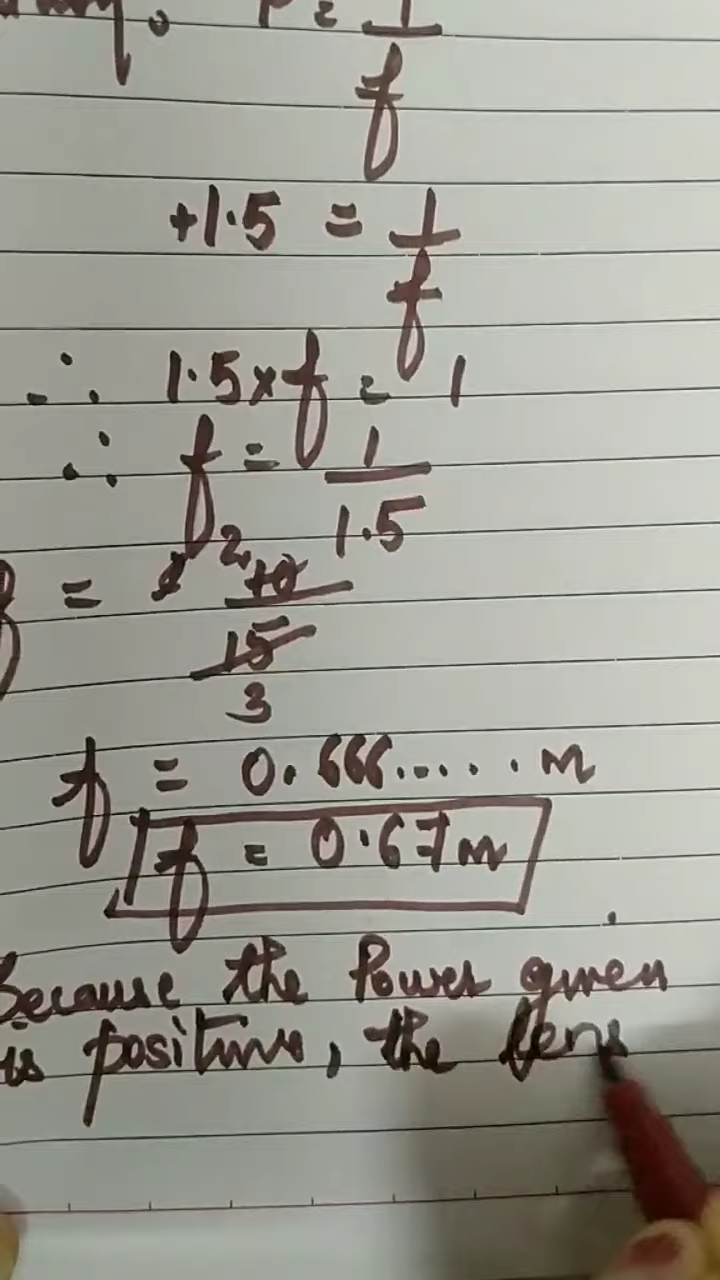 P = 1/f
+1.5 = 1/f
∴ 1.5 x f = 1
∴ f = 1/1.5
= 2 10/15 3
f = 0.666..... m
f = 0.67m
Because the Power given
is positive, the lens